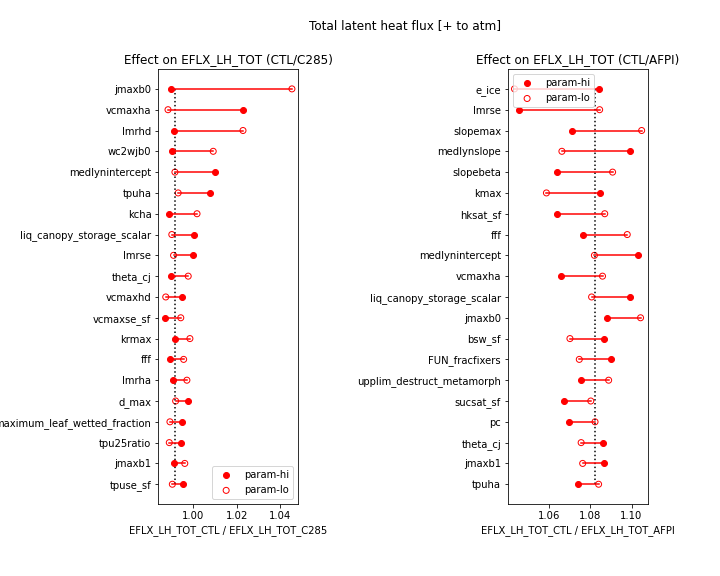 Total latent heat flux [+ to atm]
Effect on EFLX_LH_TOT (CTL/C285)
jmaxb0
vcmaxha
lmrhd
wc2wjb0
medlynintercept
tpuha
kcha
liq_canopy_storage_scalar
lmrse
theta_cj
vcmaxhd
vcmaxse_sf
krmax
fff
lmrha
d_max
maximum_leaf_wetted_fraction
tpu25ratio
jmaxb1
tpuse_sf
param-hi
param-lo
1.00 1.02 1.04
EFLX_LH_TOT_CTL / EFLX_LH_TOT_C285
Effect on EFLX_LH_TOT (CTL/AFPI)
param-hi
param-lo
e_ice
lmrse
slopemax
medlynslope
slopebeta
kmax
hksat_sf
fff
medlynintercept
vcmaxha
liq_canopy_storage_scalar
jmaxb0
bsw_sf
FUN_fracfixers
upplim_destruct_metamorph
sucsat_sf
pc
theta_cj
jmaxb1
tpuha
1.06 1.08 1.10
EFLX_LH_TOT_CTL / EFLX_LH_TOT_AFPI